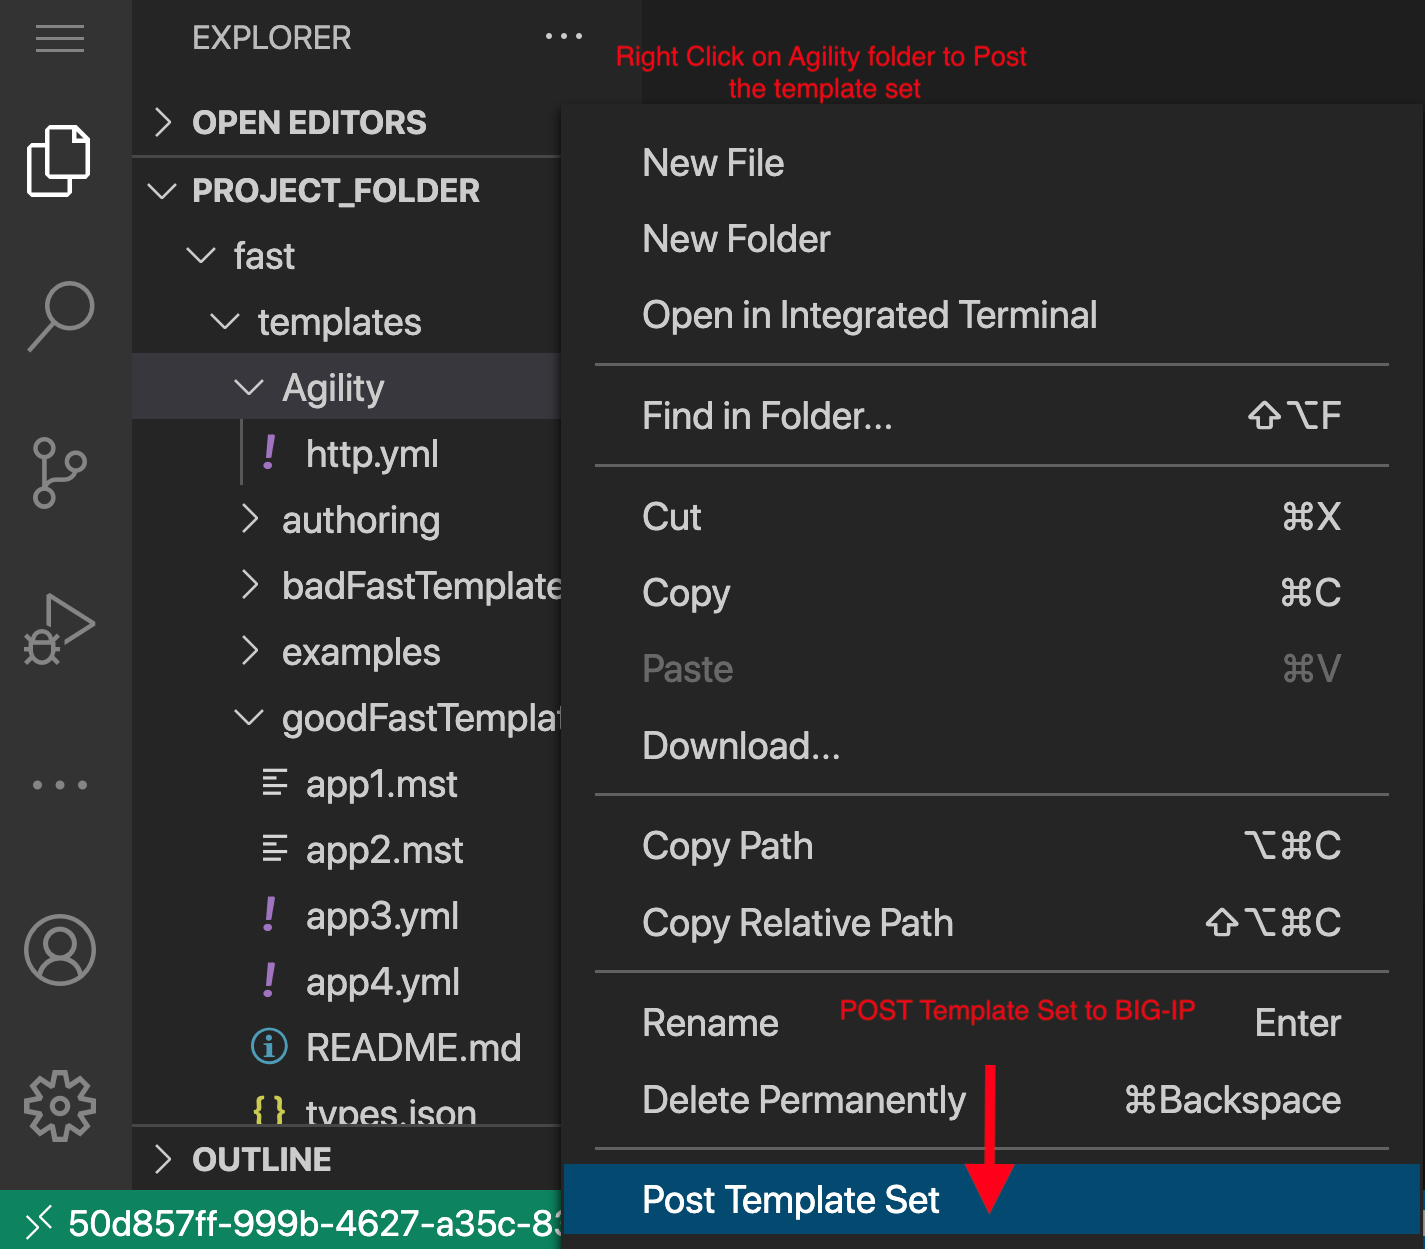 EXPLORER
Right Click on Agility folder to Post
the template set
OPEN EDITORS
PROJECT_FOLDER
fast
templates
Agility
http.yml
authoring
badFastTemplate
examples
goodFastTemplat
app1.mst
app2.mst
app3.yml
app4.yml
README.md
types.json
OUTLINE
50d857ff-999b-4627-a35c-83
New File
New Folder
Open in Integrated Terminal
Find in Folder... ⇧⌥F
Cut ⌘X
Copy ⌘C
Paste ⌘V
Download...
Copy Path ⌥⌘C
Copy Relative Path ⇧⌥⌘C
POST Template Set to BIG-IP
Rename Enter
Delete Permanently ⌘Backspace
Post Template Set